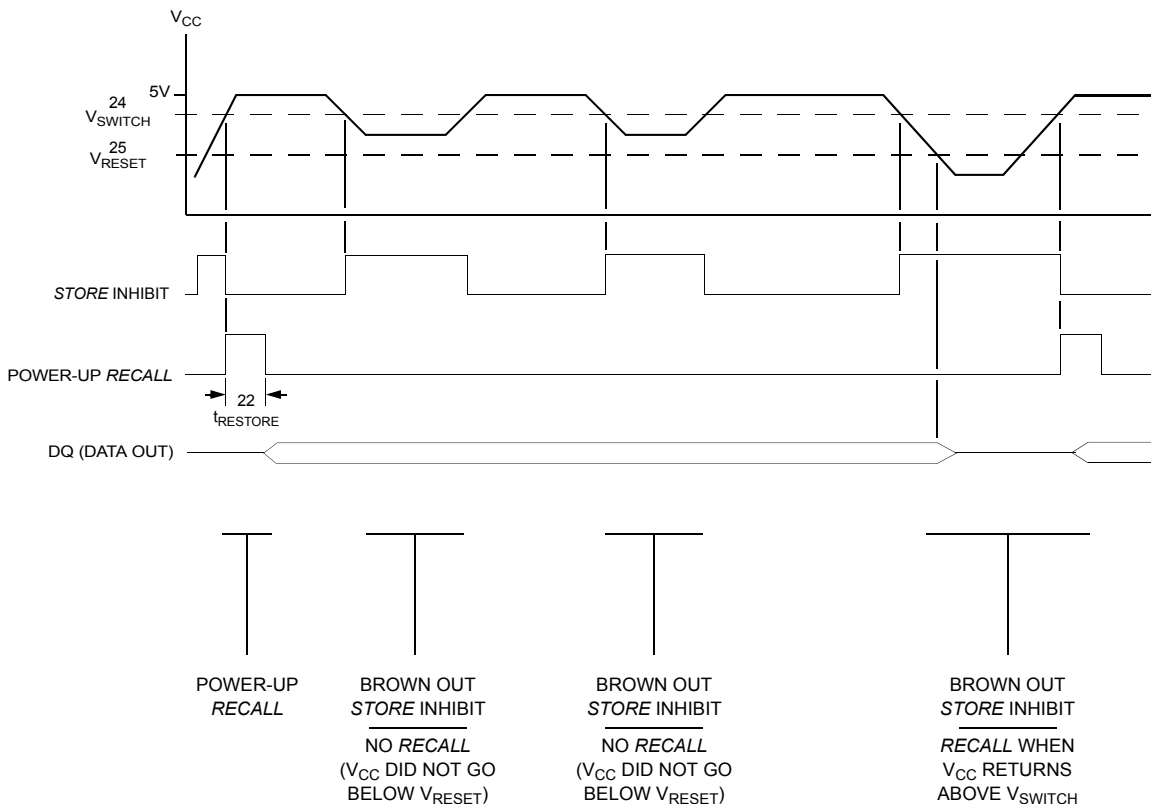 VCC
5V
24
VSWITCH
25
VRESET
STORE INHIBIT
POWER-UP RECALL
22
tRESTORE
DQ (DATA OUT)
POWER-UP
RECALL
BROWN OUT
STORE INHIBIT
NO RECALL
(VCC DID NOT GO
BELOW VRESET)
BROWN OUT
STORE INHIBIT
NO RECALL
(VCC DID NOT GO
BELOW VRESET)
BROWN OUT
STORE INHIBIT
RECALL WHEN
VCC RETURNS
ABOVE VSWITCH